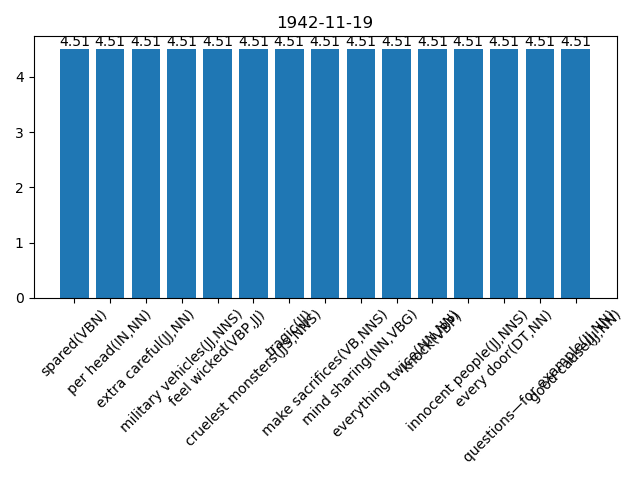 1942-11-19
4.51 4.51 4.51 4.51 4.51 4.51 4.51 4.51 4.51 4.51 4.51 4.51 4.51 4.51 4.51
4
3
2
1
0
spared(VBN)
per head(IN,NN)
extra careful(JJ,NN)
military vehicles(JJ,NNS)
feel wicked(VBP,JJ)
cruelest monsters(JJS,NNS)
tragic(JJ)
make sacrifices(VB,NNS)
mind sharing(NN,VBG)
everything twice(NN,NN)
knock(VBP)
innocent people(JJ,NNS)
every door(DT,NN)
questions—for example(JJ,NN)
good cause(JJ,NN)